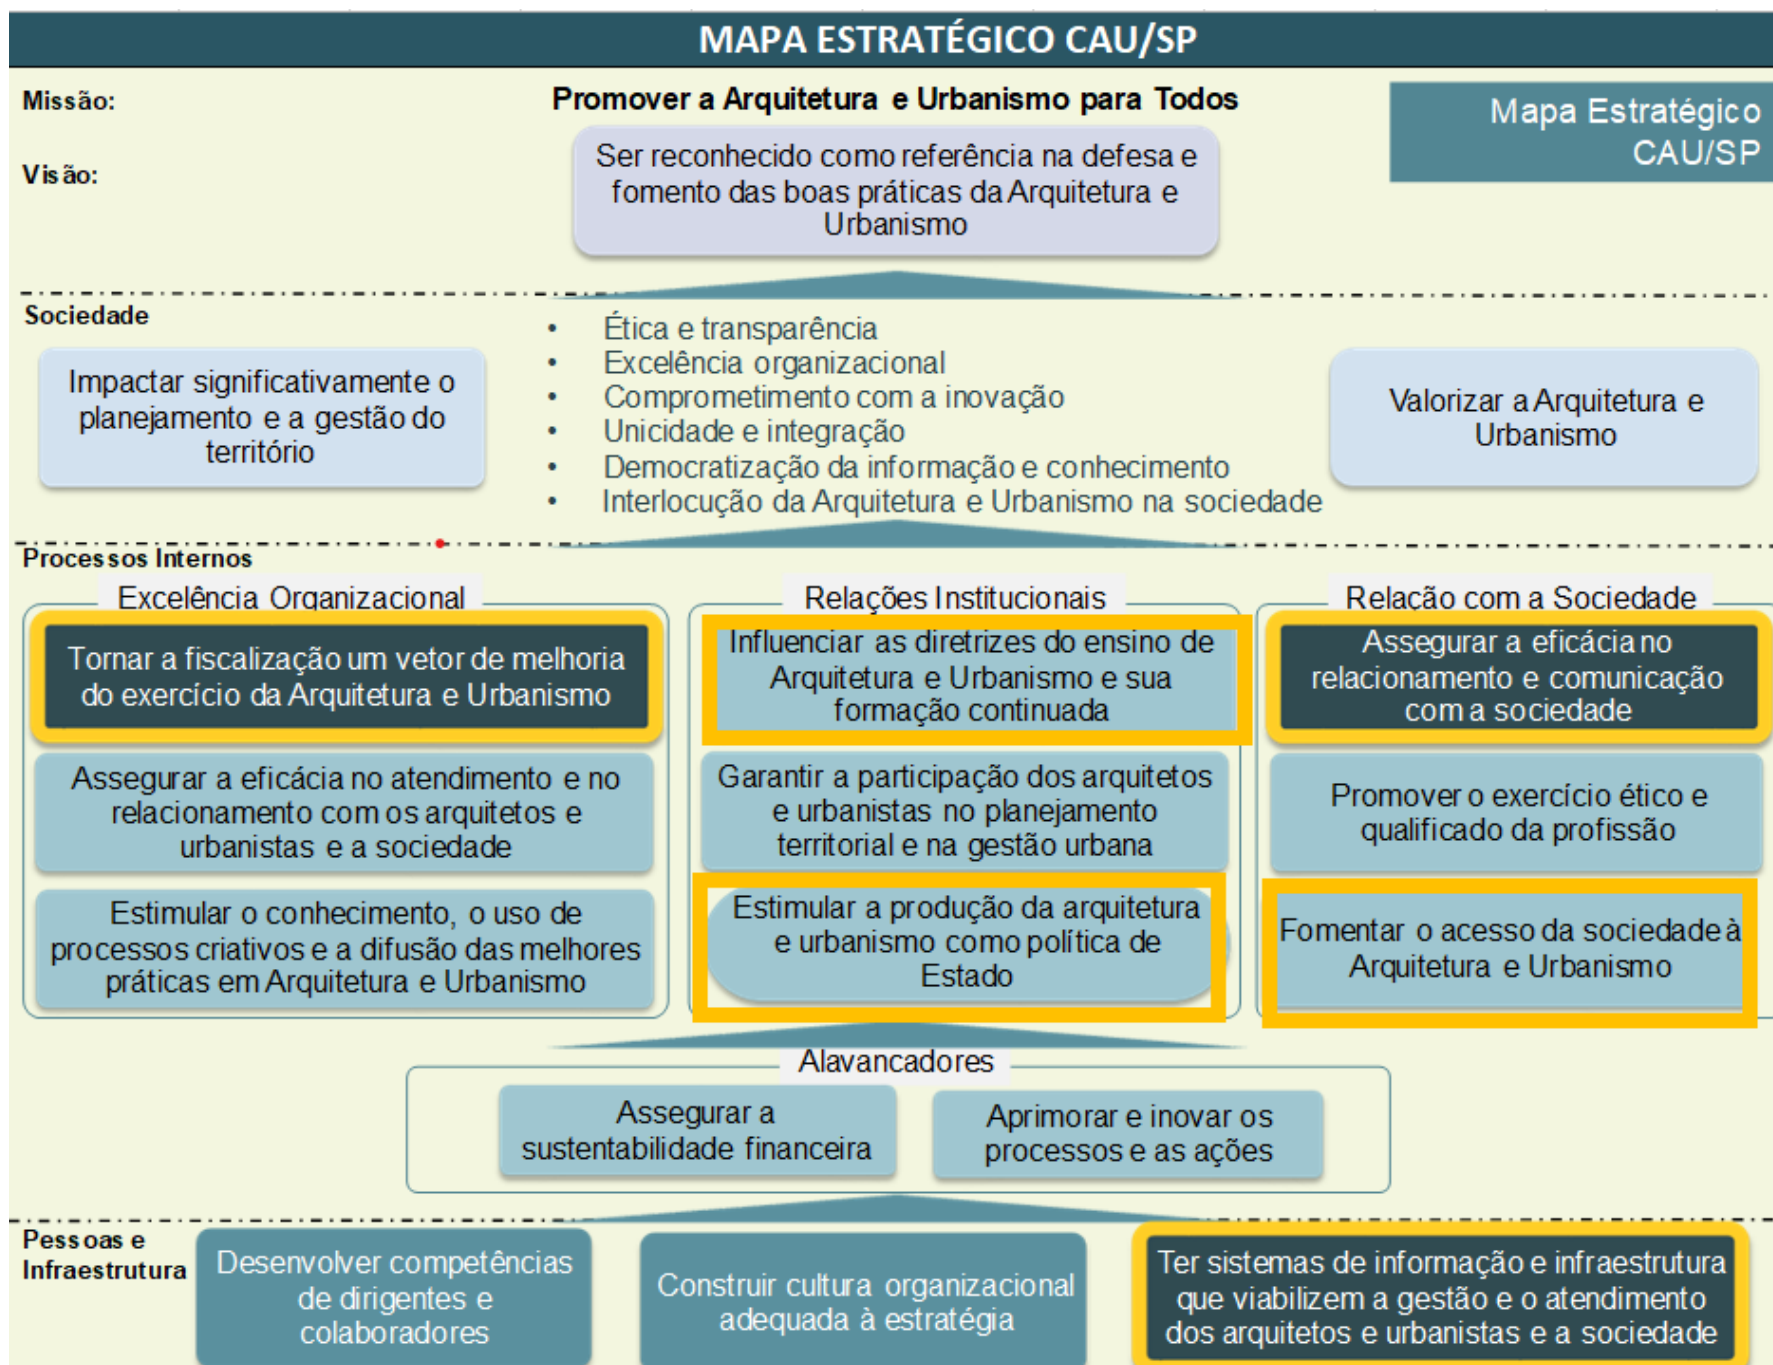 MAPA ESTRATÉGICO CAU/SP
Missão:
Promover a Arquitetura e Urbanismo para Todos
Mapa Estratégico
CAU/SP
Visão:
Ser reconhecido como referência na defesa e
fomento das boas práticas da Arquitetura e
Urbanismo
Sociedade
Impactar significativamente o
planejamento e a gestão do
território
• Ética e transparência
• Excelência organizacional
• Comprometimento com a inovação
• Unicidade e integração
• Democratização da informação e conhecimento
• Interlocução da Arquitetura e Urbanismo na sociedade
Valorizar a Arquitetura e
Urbanismo
Processos Internos
Excelência Organizacional
Tornar a fiscalização um vetor de melhoria
do exercício da Arquitetura e Urbanismo
Assegurar a eficácia no atendimento e no
relacionamento com os arquitetos e
urbanistas e a sociedade
Estimular o conhecimento, o uso de
processos criativos e a difusão das melhores
práticas em Arquitetura e Urbanismo
Relações Institucionais
Influenciar as diretrizes do ensino de
Arquitetura e Urbanismo e sua
formação continuada
Garantir a participação dos arquitetos
e urbanistas no planejamento
territorial e na gestão urbana
Estimular a produção da arquitetura
e urbanismo como política de
Estado
Relação com a Sociedade
Assegurar a eficácia no
relacionamento e comunicação
com a sociedade
Promover o exercício ético e
qualificado da profissão
Fomentar o acesso da sociedade à
Arquitetura e Urbanismo
Alavancadores
Assegurar a
sustentabilidade financeira
Aprimorar e inovar os
processos e as ações
Pessoas e
Infraestrutura
Desenvolver competências
de dirigentes e
colaboradores
Construir cultura organizacional
adequada à estratégia
Ter sistemas de informação e infraestrutura
que viabilizem a gestão e o atendimento
dos arquitetos e urbanistas e a sociedade